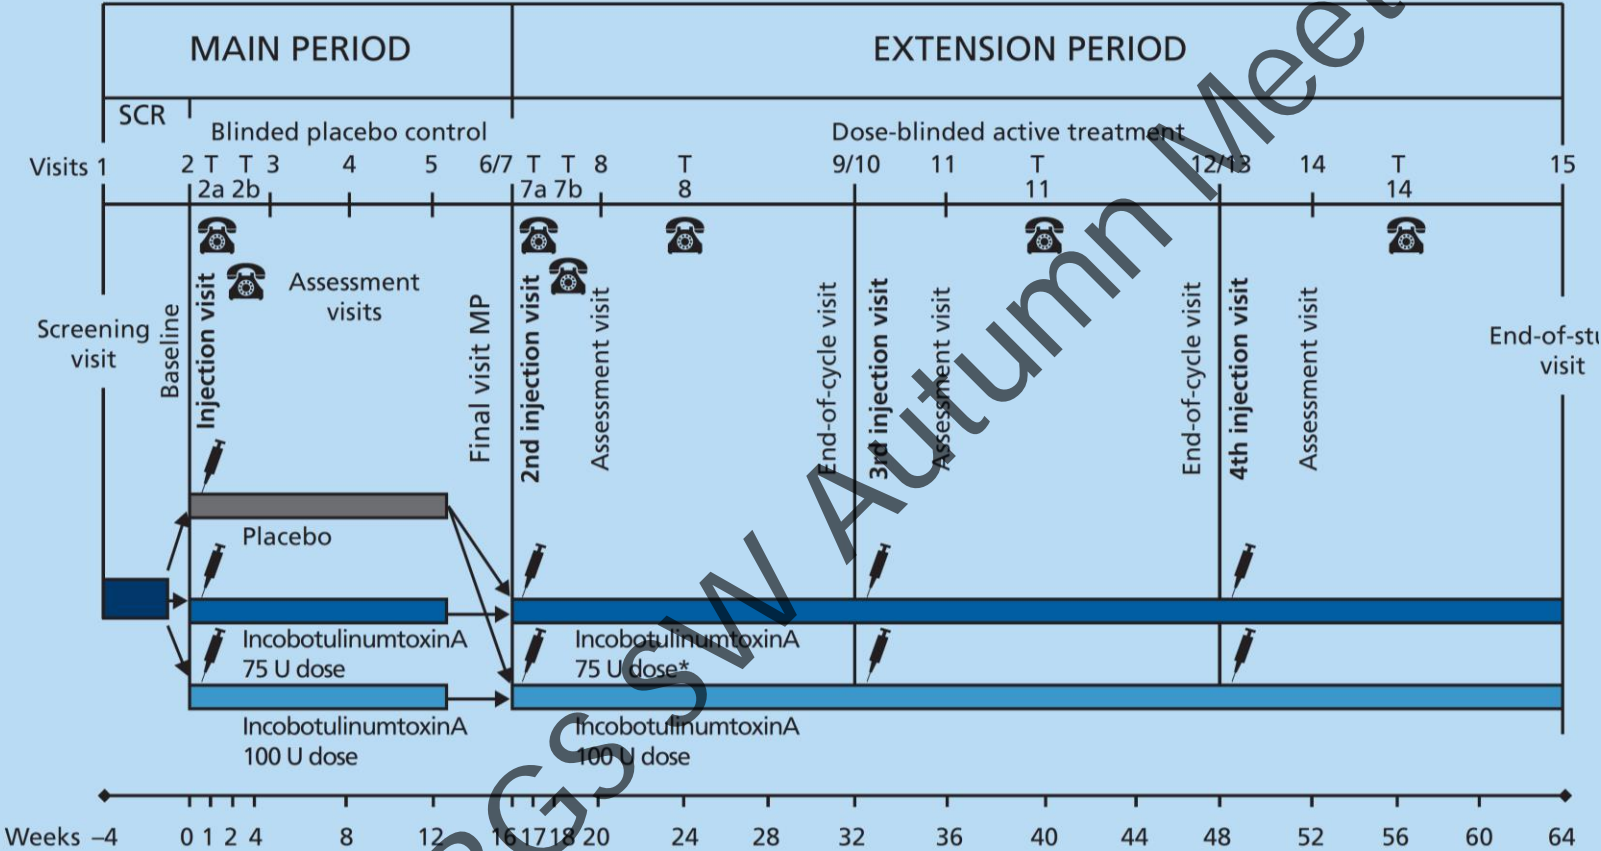 MAIN PERIOD
EXTENSION PERIOD
SCR
Blinded placebo control
Dose-blinded active treatment
Visits 1 2 T T 3 4 5 6/7 T T 8 T 9/10 11 T 12/13 14 T 15
2a 2b 7a 7b 8 11 14
Screening
visit
Baseline
Injection visit
Assessment
visits
Final visit MP
2nd injection visit
Assessment visit
End-of-cycle visit
3rd injection visit
Assessment visit
End-of-cycle visit
4th injection visit
Assessment visit
visit
Placebo
IncobotulinumtoxinA
75 U dose
IncobotulinumtoxinA
75 U dose*
IncobotulinumtoxinA
100 U dose
IncobotulinumtoxinA
100 U dose
Weeks –4 0 1 2 4 8 12 16 17 18 20 24 28 32 36 40 44 48 52 56 60 64
SW Autumn